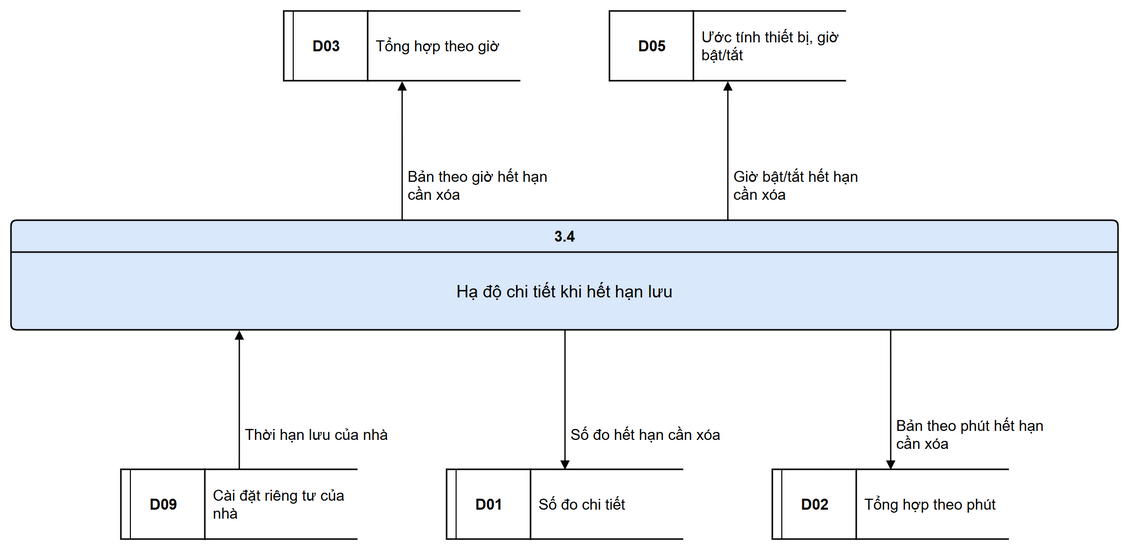 D03
Tổng hợp theo giờ
D05
Ước tính thiết bị, giờ
bật/tắt
Bản theo giờ hết hạn
cần xóa
Giờ bật/tắt hết hạn
cần xóa
3.4
Hạ độ chi tiết khi hết hạn lưu
Thời hạn lưu của nhà
Số đo hết hạn cần xóa
Bản theo phút hết hạn
cần xóa
D09
Cài đặt riêng tư của
nhà
D01
Số đo chi tiết
D02
Tổng hợp theo phút